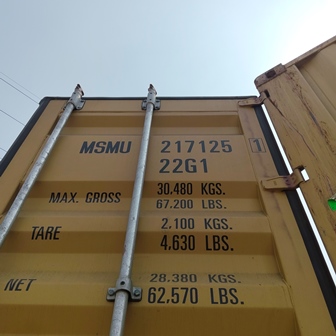 MSMU 217125 1
22G1
MAX. GROSS 30.480 KGS.
67.200 LBS.
TARE 2.100 KGS.
4,630 LBS.
NET 28.380 KGS.
62,570 LBS.